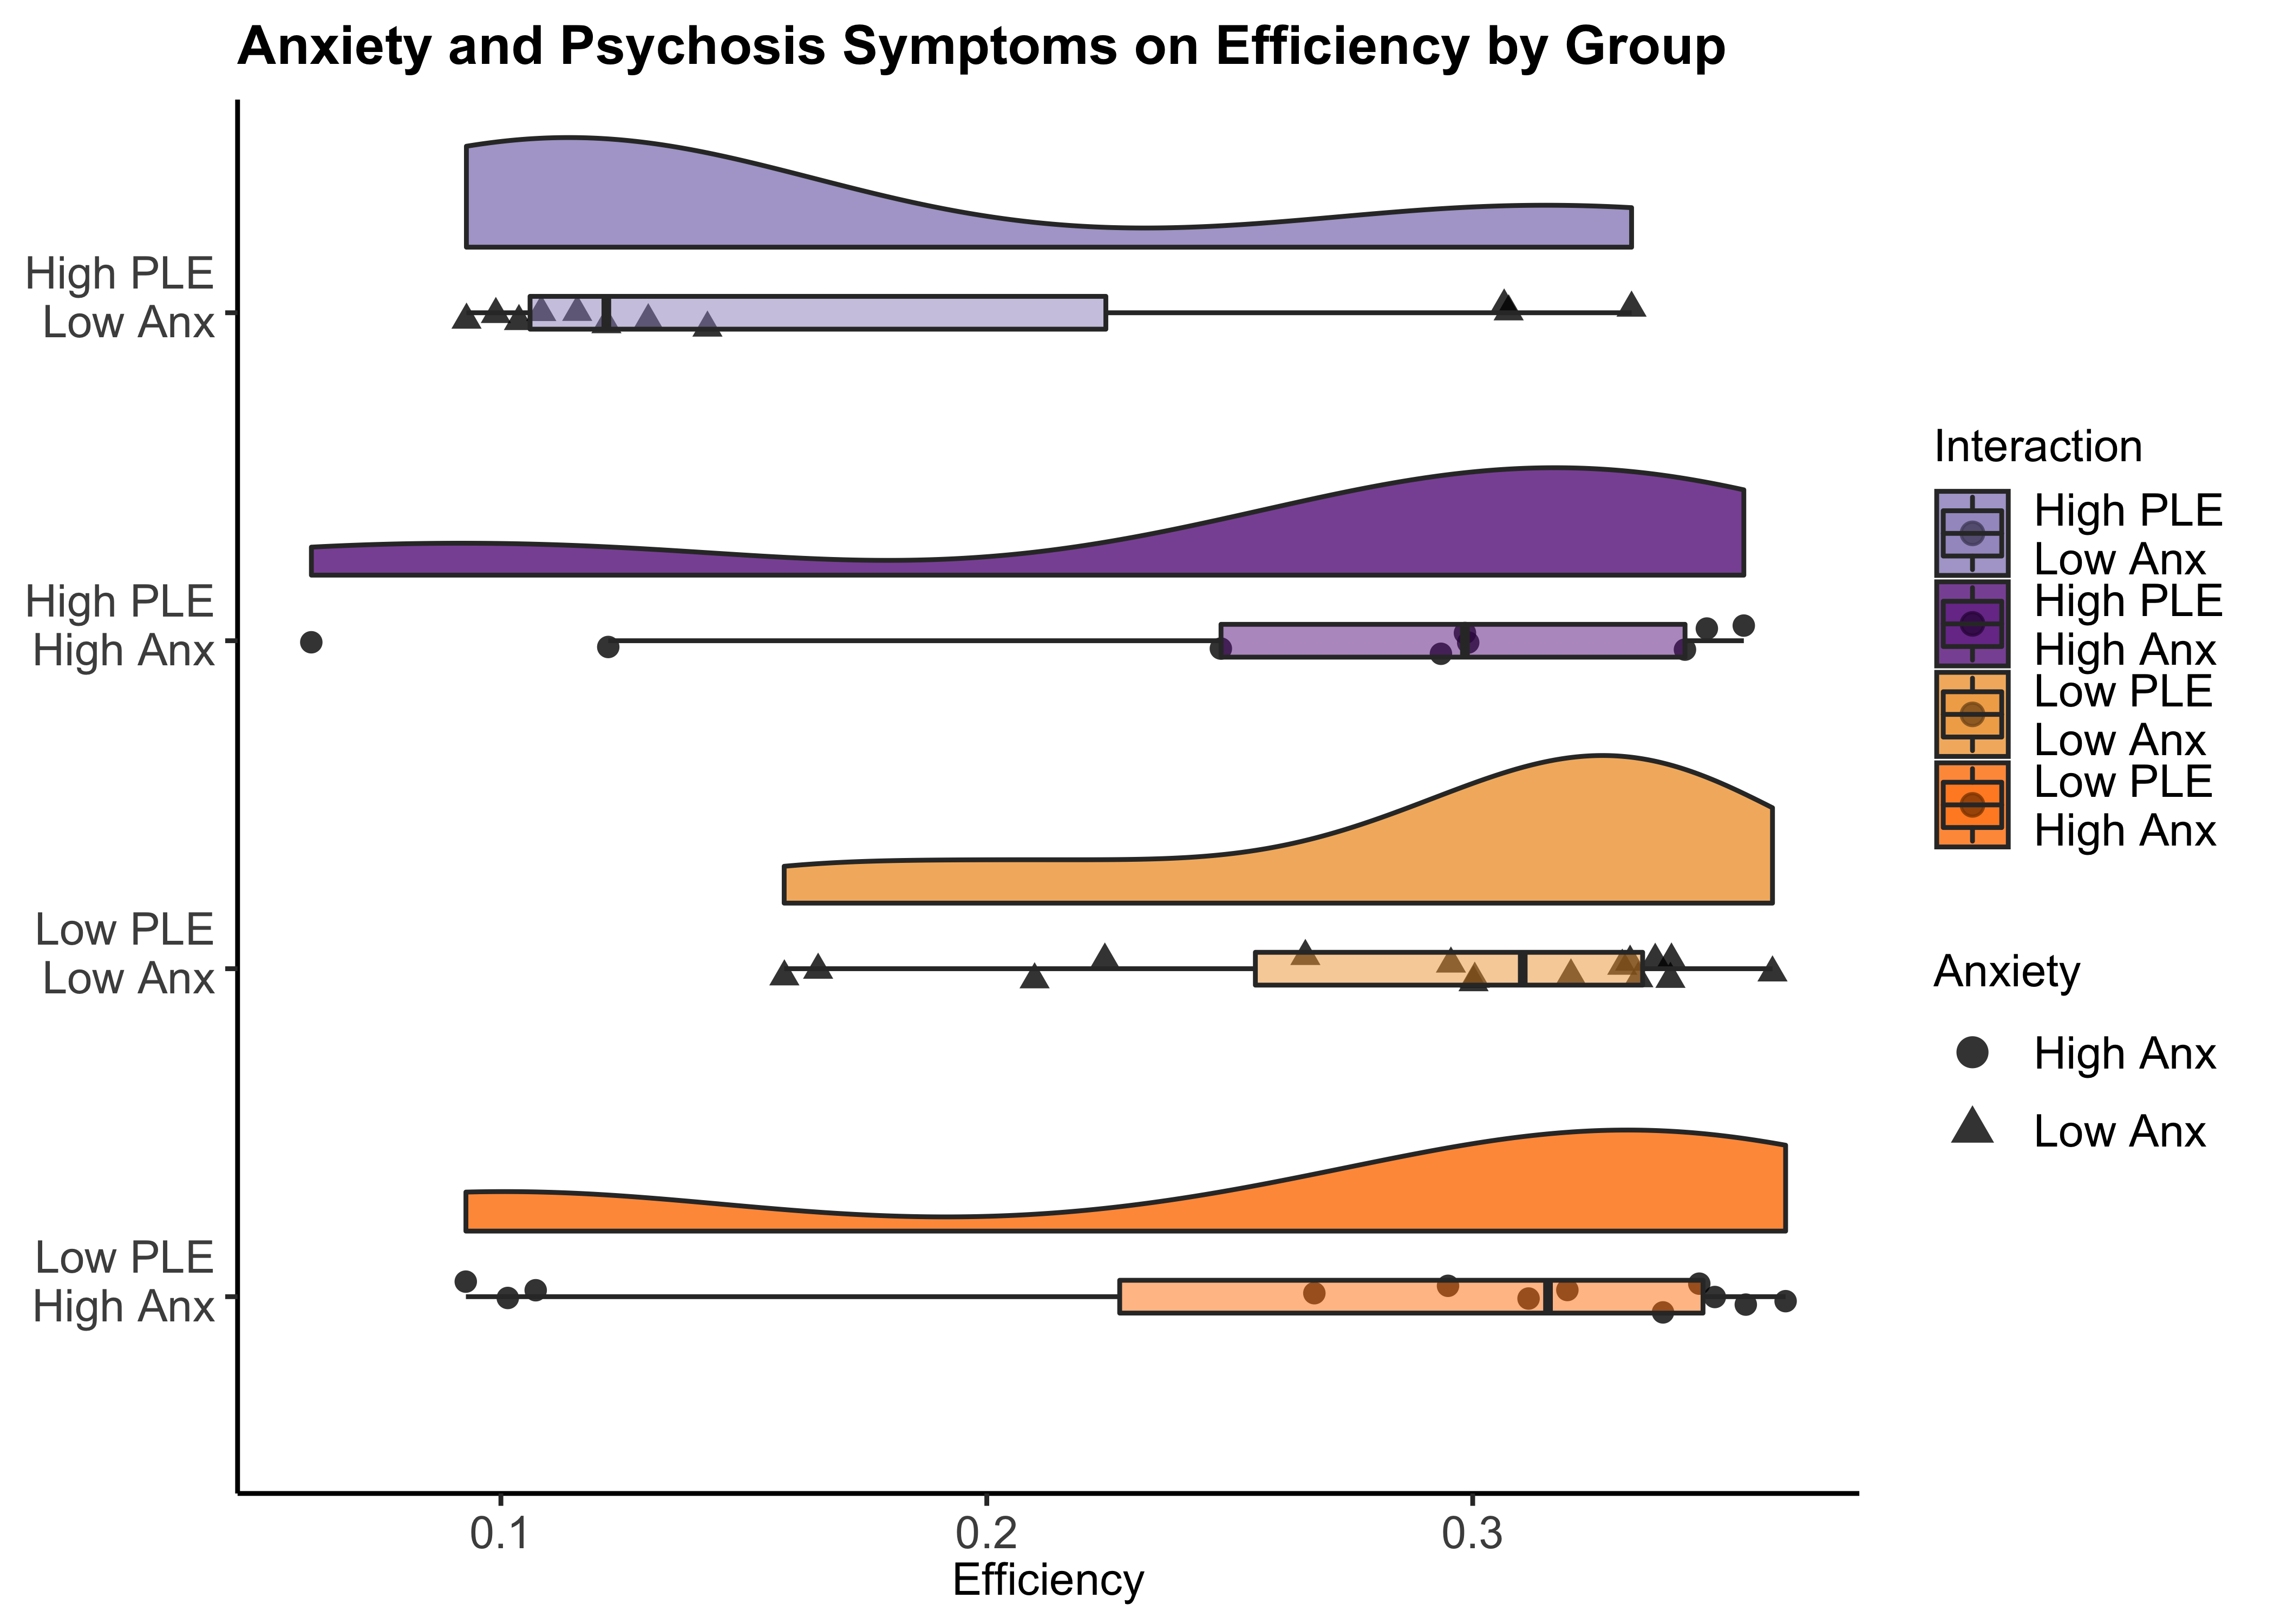 Anxiety and Psychosis Symptoms on Efficiency by Group
High PLE
Low Anx
High PLE
High Anx
Low PLE
Low Anx
Low PLE
High Anx
0.1
0.2
0.3
Efficiency
Interaction
High PLE
Low Anx
High PLE
High Anx
Low PLE
Low Anx
Low PLE
High Anx
Anxiety
High Anx
Low Anx